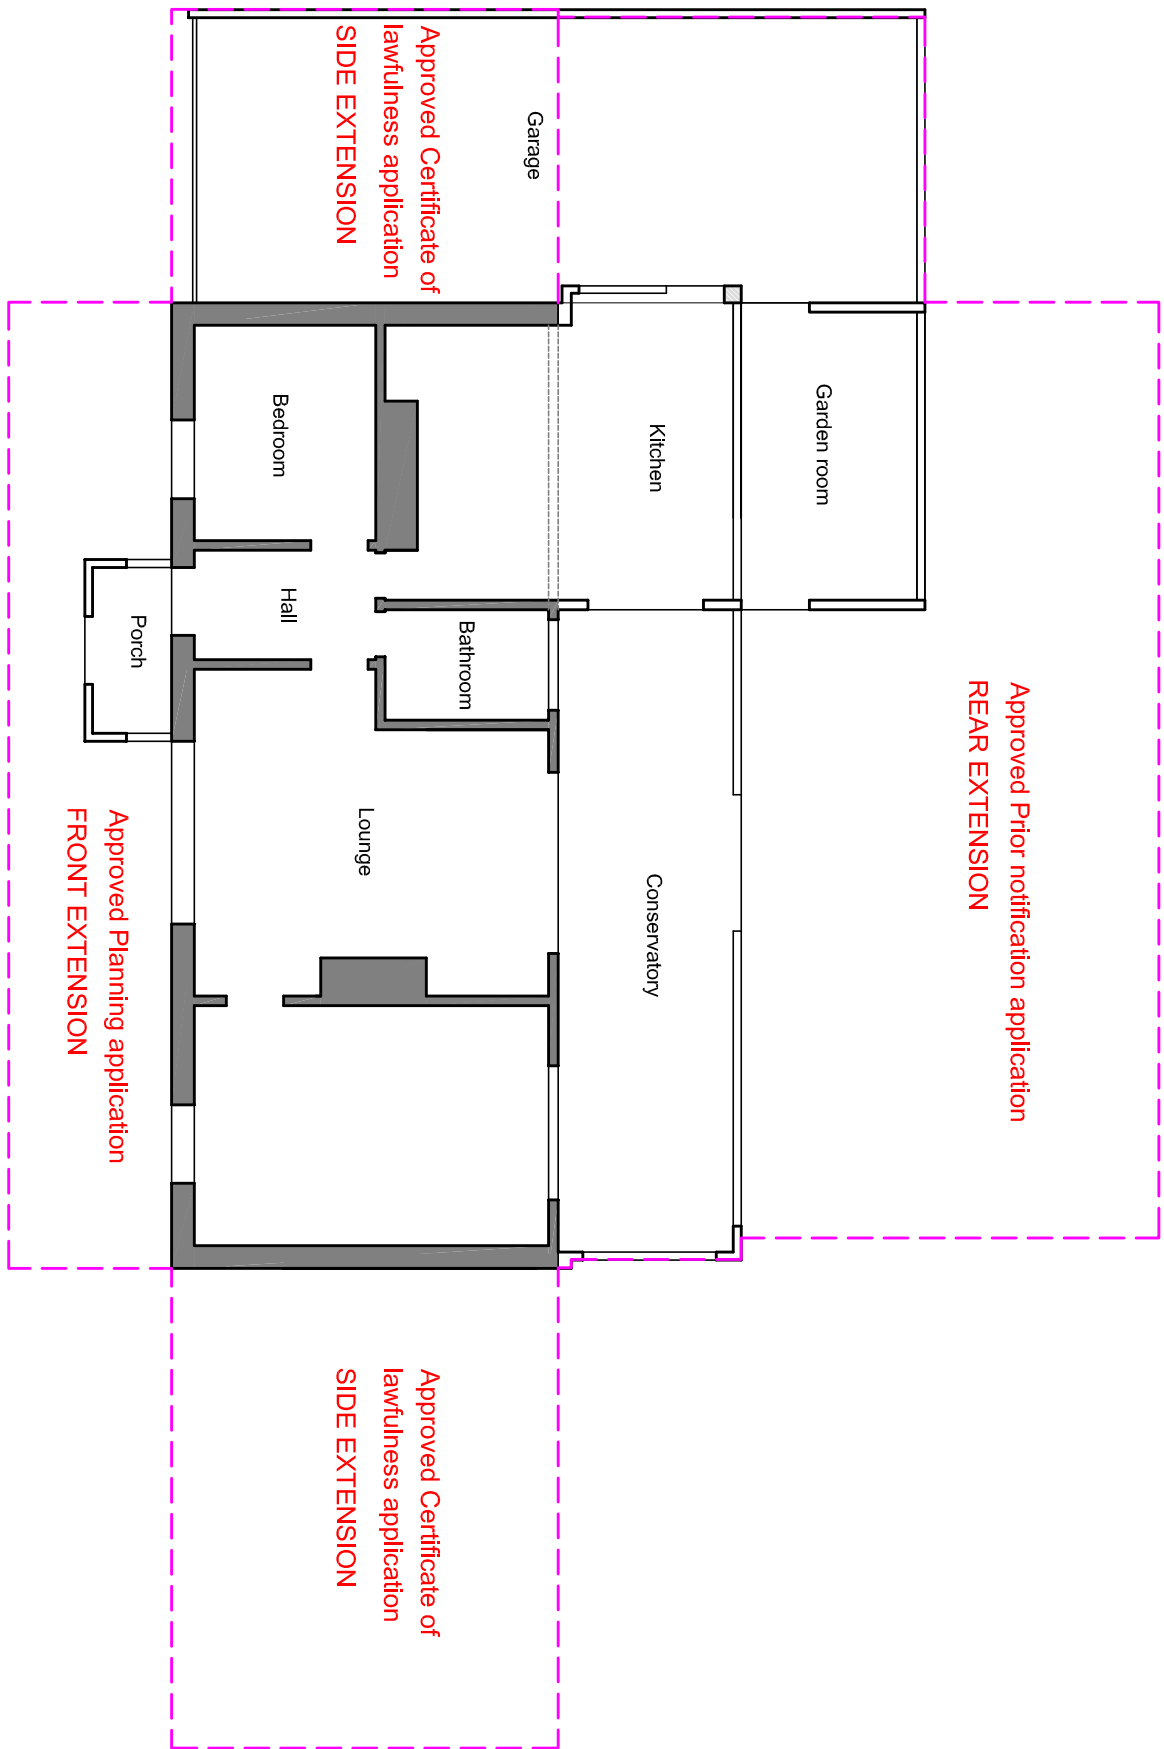 Approved Prior notification application
REAR EXTENSION
Garden room
Kitchen
Conservatory
Garage
Approved Certificate of
lawfulness application
SIDE EXTENSION
Bathroom
Bedroom
Hall
Lounge
Approved Certificate of
lawfulness application
SIDE EXTENSION
Porch
Approved Planning application
FRONT EXTENSION